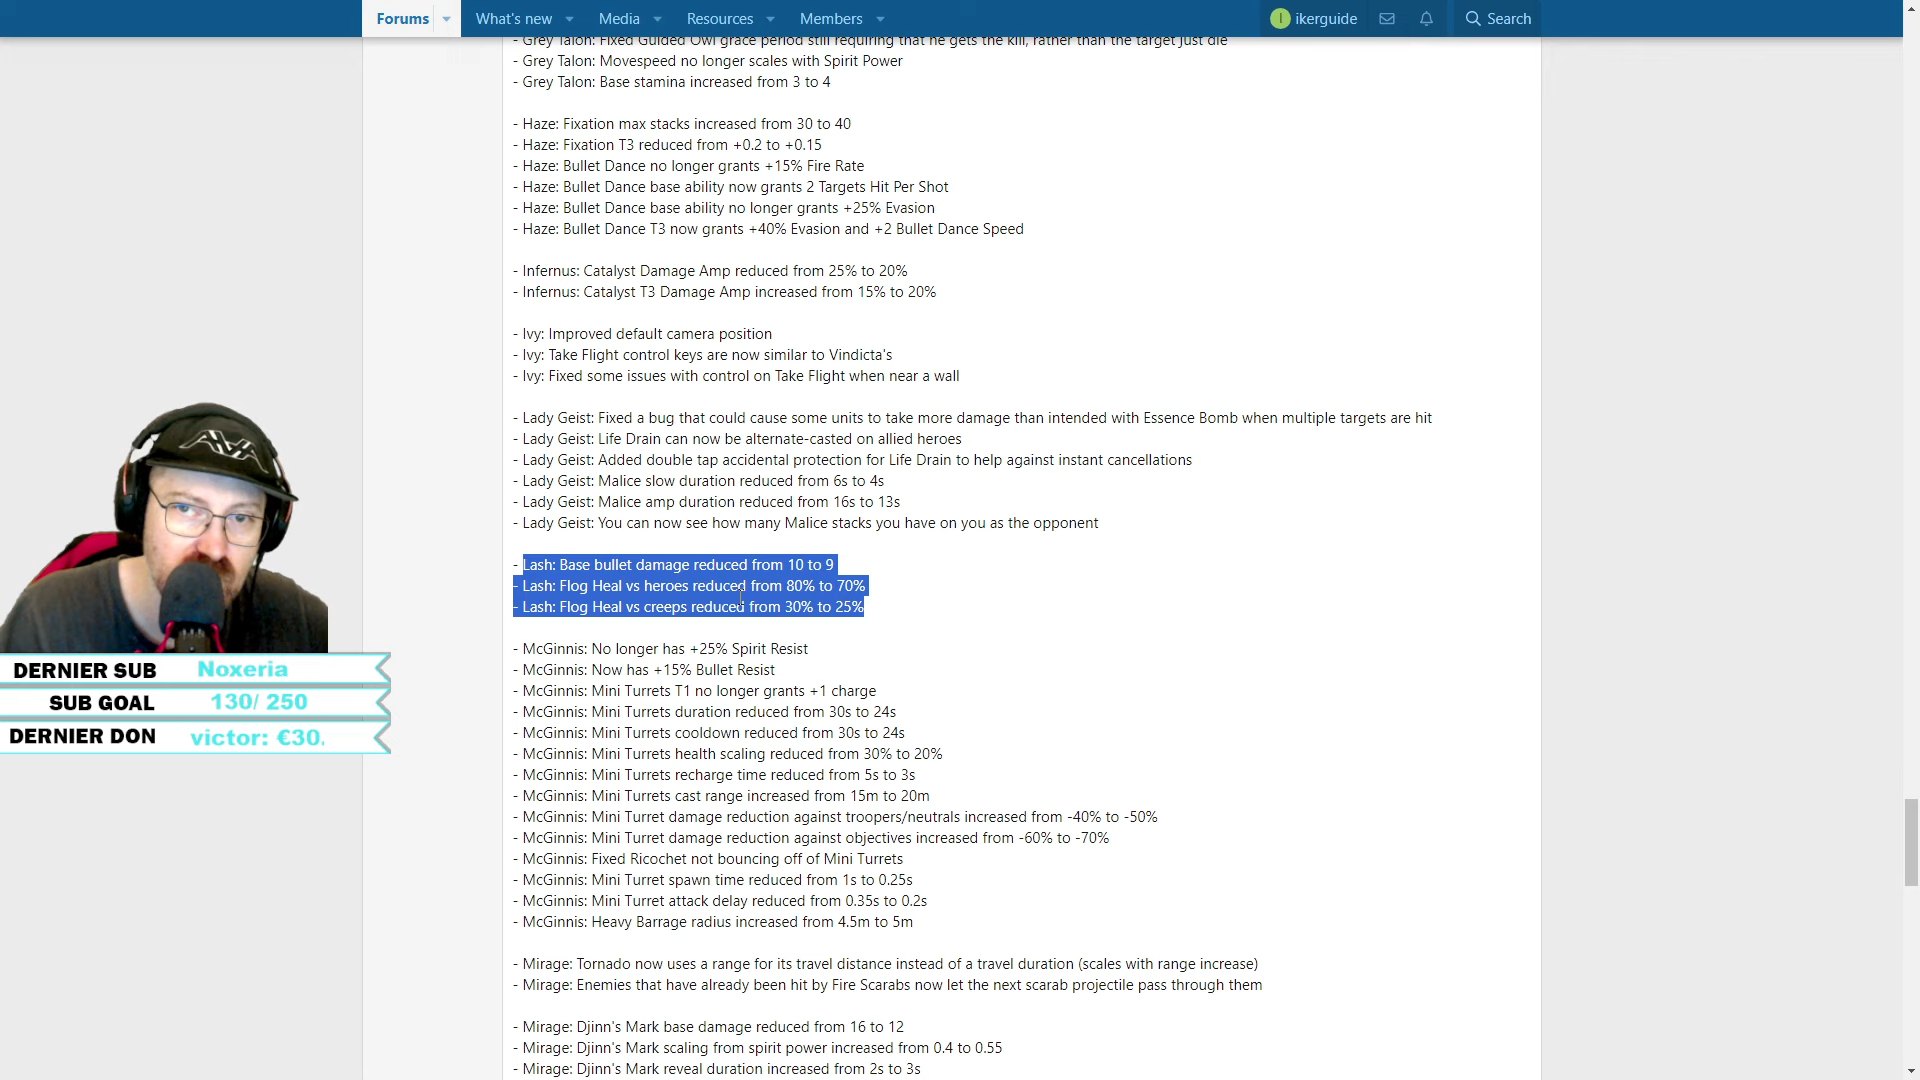 Forums What's new Media Resources Members I ikerguide Search
- Grey Talon: Fixed Guided Owl grace period still requiring that he gets the kill, rather than the target just die
- Grey Talon: Movespeed no longer scales with Spirit Power
- Grey Talon: Base stamina increased from 3 to 4
- Haze: Fixation max stacks increased from 30 to 40
- Haze: Fixation T3 reduced from +0.2 to +0.15
- Haze: Bullet Dance no longer grants +15% Fire Rate
- Haze: Bullet Dance base ability now grants 2 Targets Hit Per Shot
- Haze: Bullet Dance base ability no longer grants +25% Evasion
- Haze: Bullet Dance T3 now grants +40% Evasion and +2 Bullet Dance Speed
- Infernus: Catalyst Damage Amp reduced from 25% to 20%
- Infernus: Catalyst T3 Damage Amp increased from 15% to 20%
- Ivy: Improved default camera position
- Ivy: Take Flight control keys are now similar to Vindicta's
- Ivy: Fixed some issues with control on Take Flight when near a wall
- Lady Geist: Fixed a bug that could cause some units to take more damage than intended with Essence Bomb when multiple targets are hit
- Lady Geist: Life Drain can now be alternate-casted on allied heroes
- Lady Geist: Added double tap accidental protection for Life Drain to help against instant cancellations
- Lady Geist: Malice slow duration reduced from 6s to 4s
- Lady Geist: Malice amp duration reduced from 16s to 13s
- Lady Geist: You can now see how many Malice stacks you have on you as the opponent
- Lash: Base bullet damage reduced from 10 to 9
- Lash: Flog Heal vs heroes reduced from 80% to 70%
- Lash: Flog Heal vs creeps reduced from 30% to 25%
- McGinnis: No longer has +25% Spirit Resist
- McGinnis: Now has +15% Bullet Resist
- McGinnis: Mini Turrets T1 no longer grants +1 charge
- McGinnis: Mini Turrets duration reduced from 30s to 24s
- McGinnis: Mini Turrets cooldown reduced from 30s to 24s
- McGinnis: Mini Turrets health scaling reduced from 30% to 20%
- McGinnis: Mini Turrets recharge time reduced from 5s to 3s
- McGinnis: Mini Turrets cast range increased from 15m to 20m
- McGinnis: Mini Turret damage reduction against troopers/neutrals increased from -40% to -50%
- McGinnis: Mini Turret damage reduction against objectives increased from -60% to -70%
- McGinnis: Fixed Ricochet not bouncing off of Mini Turrets
- McGinnis: Mini Turret spawn time reduced from 1s to 0.25s
- McGinnis: Mini Turret attack delay reduced from 0.35s to 0.2s
- McGinnis: Heavy Barrage radius increased from 4.5m to 5m
- Mirage: Tornado now uses a range for its travel distance instead of a travel duration (scales with range increase)
- Mirage: Enemies that have already been hit by Fire Scarabs now let the next scarab projectile pass through them
- Mirage: Djinn's Mark base damage reduced from 16 to 12
- Mirage: Djinn's Mark scaling from spirit power increased from 0.4 to 0.55
- Mirage: Djinn's Mark reveal duration increased from 2s to 3s
AVA
DERNIER SUB Noxeria
SUB GOAL 130/ 250
DERNIER DON victor: €30.